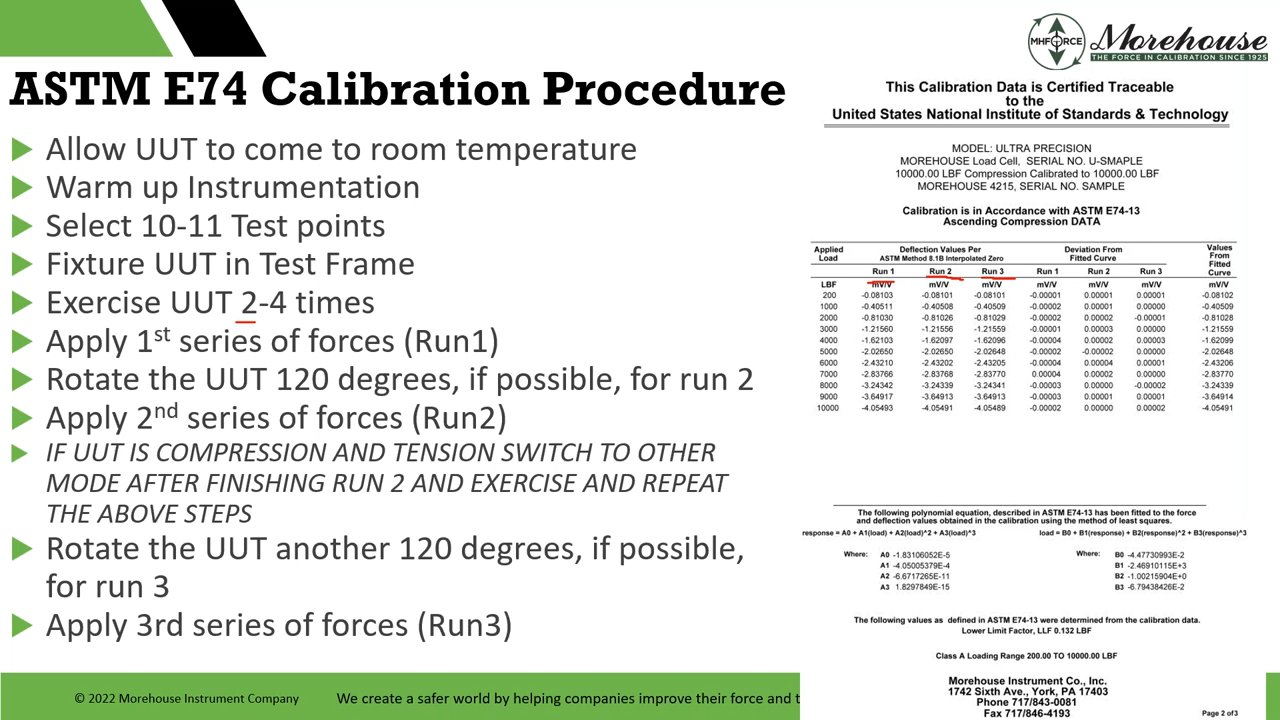 ASTM E74 Calibration Procedure
Allow UUT to come to room temperature
Warm up Instrumentation
Select 10-11 Test points
Fixture UUT in Test Frame
Exercise UUT 2-4 times
Apply 1st series of forces (Run1)
Rotate the UUT 120 degrees, if possible, for run 2
Apply 2nd series of forces (Run2)
IF UUT IS COMPRESSION AND TENSION SWITCH TO OTHER
MODE AFTER FINISHING RUN 2 AND EXERCISE AND REPEAT
THE ABOVE STEPS
Rotate the UUT another 120 degrees, if possible,
for run 3
Apply 3rd series of forces (Run3)
© 2022 Morehouse Instrument Company
We create a safer world by helping companies improve their force and t
MHFORCE
Morehouse
THE FORCE IN CALIBRATION SINCE 1925
This Calibration Data is Certified Traceable
to the
United States National Institute of Standards & Technology
MODEL: ULTRA PRECISION
MOREHOUSE Load Cell, SERIAL NO. U-SMAPLE
10000.00 LBF Compression Calibrated to 10000.00 LBF
MOREHOUSE 4215, SERIAL NO. SAMPLE
Calibration is in Accordance with ASTM E74-13
Ascending Compression DATA
Applied Load Deflection Values Per ASTM Method 8.1B Interpolated Zero Deviation From Fitted Curve Values From Fitted Curve
Run 1 Run 2 Run 3 Run 1 Run 2 Run 3
LBF mV/V mV/V mV/V mV/V mV/V mV/V mV/V
200 -0.08103 -0.08101 -0.08101 -0.00001 0.00001 0.00001 -0.08102
1000 -0.40511 -0.40508 -0.40509 -0.00002 0.00001 0.00000 -0.40509
2000 -0.81030 -0.81026 -0.81029 -0.00002 0.00002 -0.00001 -0.81028
3000 -1.21560 -1.21556 -1.21559 -0.00001 0.00003 0.00000 -1.21559
4000 -1.62103 -1.62097 -1.62096 -0.00004 0.00002 0.00003 -1.62099
5000 -2.02650 -2.02650 -2.02648 -0.00002 -0.00002 0.00000 -2.02648
6000 -2.43210 -2.43202 -2.43205 -0.00004 0.00004 0.00001 -2.43206
7000 -2.83766 -2.83768 -2.83770 0.00004 0.00002 0.00000 -2.83770
8000 -3.24342 -3.24339 -3.24341 -0.00003 0.00000 -0.00002 -3.24339
9000 -3.64917 -3.64913 -3.64913 -0.00003 0.00001 0.00001 -3.64914
10000 -4.05493 -4.05491 -4.05489 -0.00002 0.00000 0.00002 -4.05491
The following polynomial equation, described in ASTM E74-13 has been fitted to the force
and deflection values obtained in the calibration using the method of least squares.
response = A0 + A1(load) + A2(load)^2 + A3(load)^3 load = B0 + B1(response) + B2(response)^2 + B3(response)^3
Where: A0 -1.83106052E-5 Where: B0 -4.47730993E-2
A1 -4.05005379E-4 B1 -2.46910115E+3
A2 -6.6717265E-11 B2 -1.00215904E+0
A3 1.8297849E-15 B3 -6.79438426E-2
The following values as defined in ASTM E74-13 were determined from the calibration data.
Lower Limit Factor, LLF 0.132 LBF
Class A Loading Range 200.00 TO 10000.00 LBF
Morehouse Instrument Co., Inc.
1742 Sixth Ave., York, PA 17403
Phone 717/843-0081
Fax 717/846-4193
Page 2 of 3